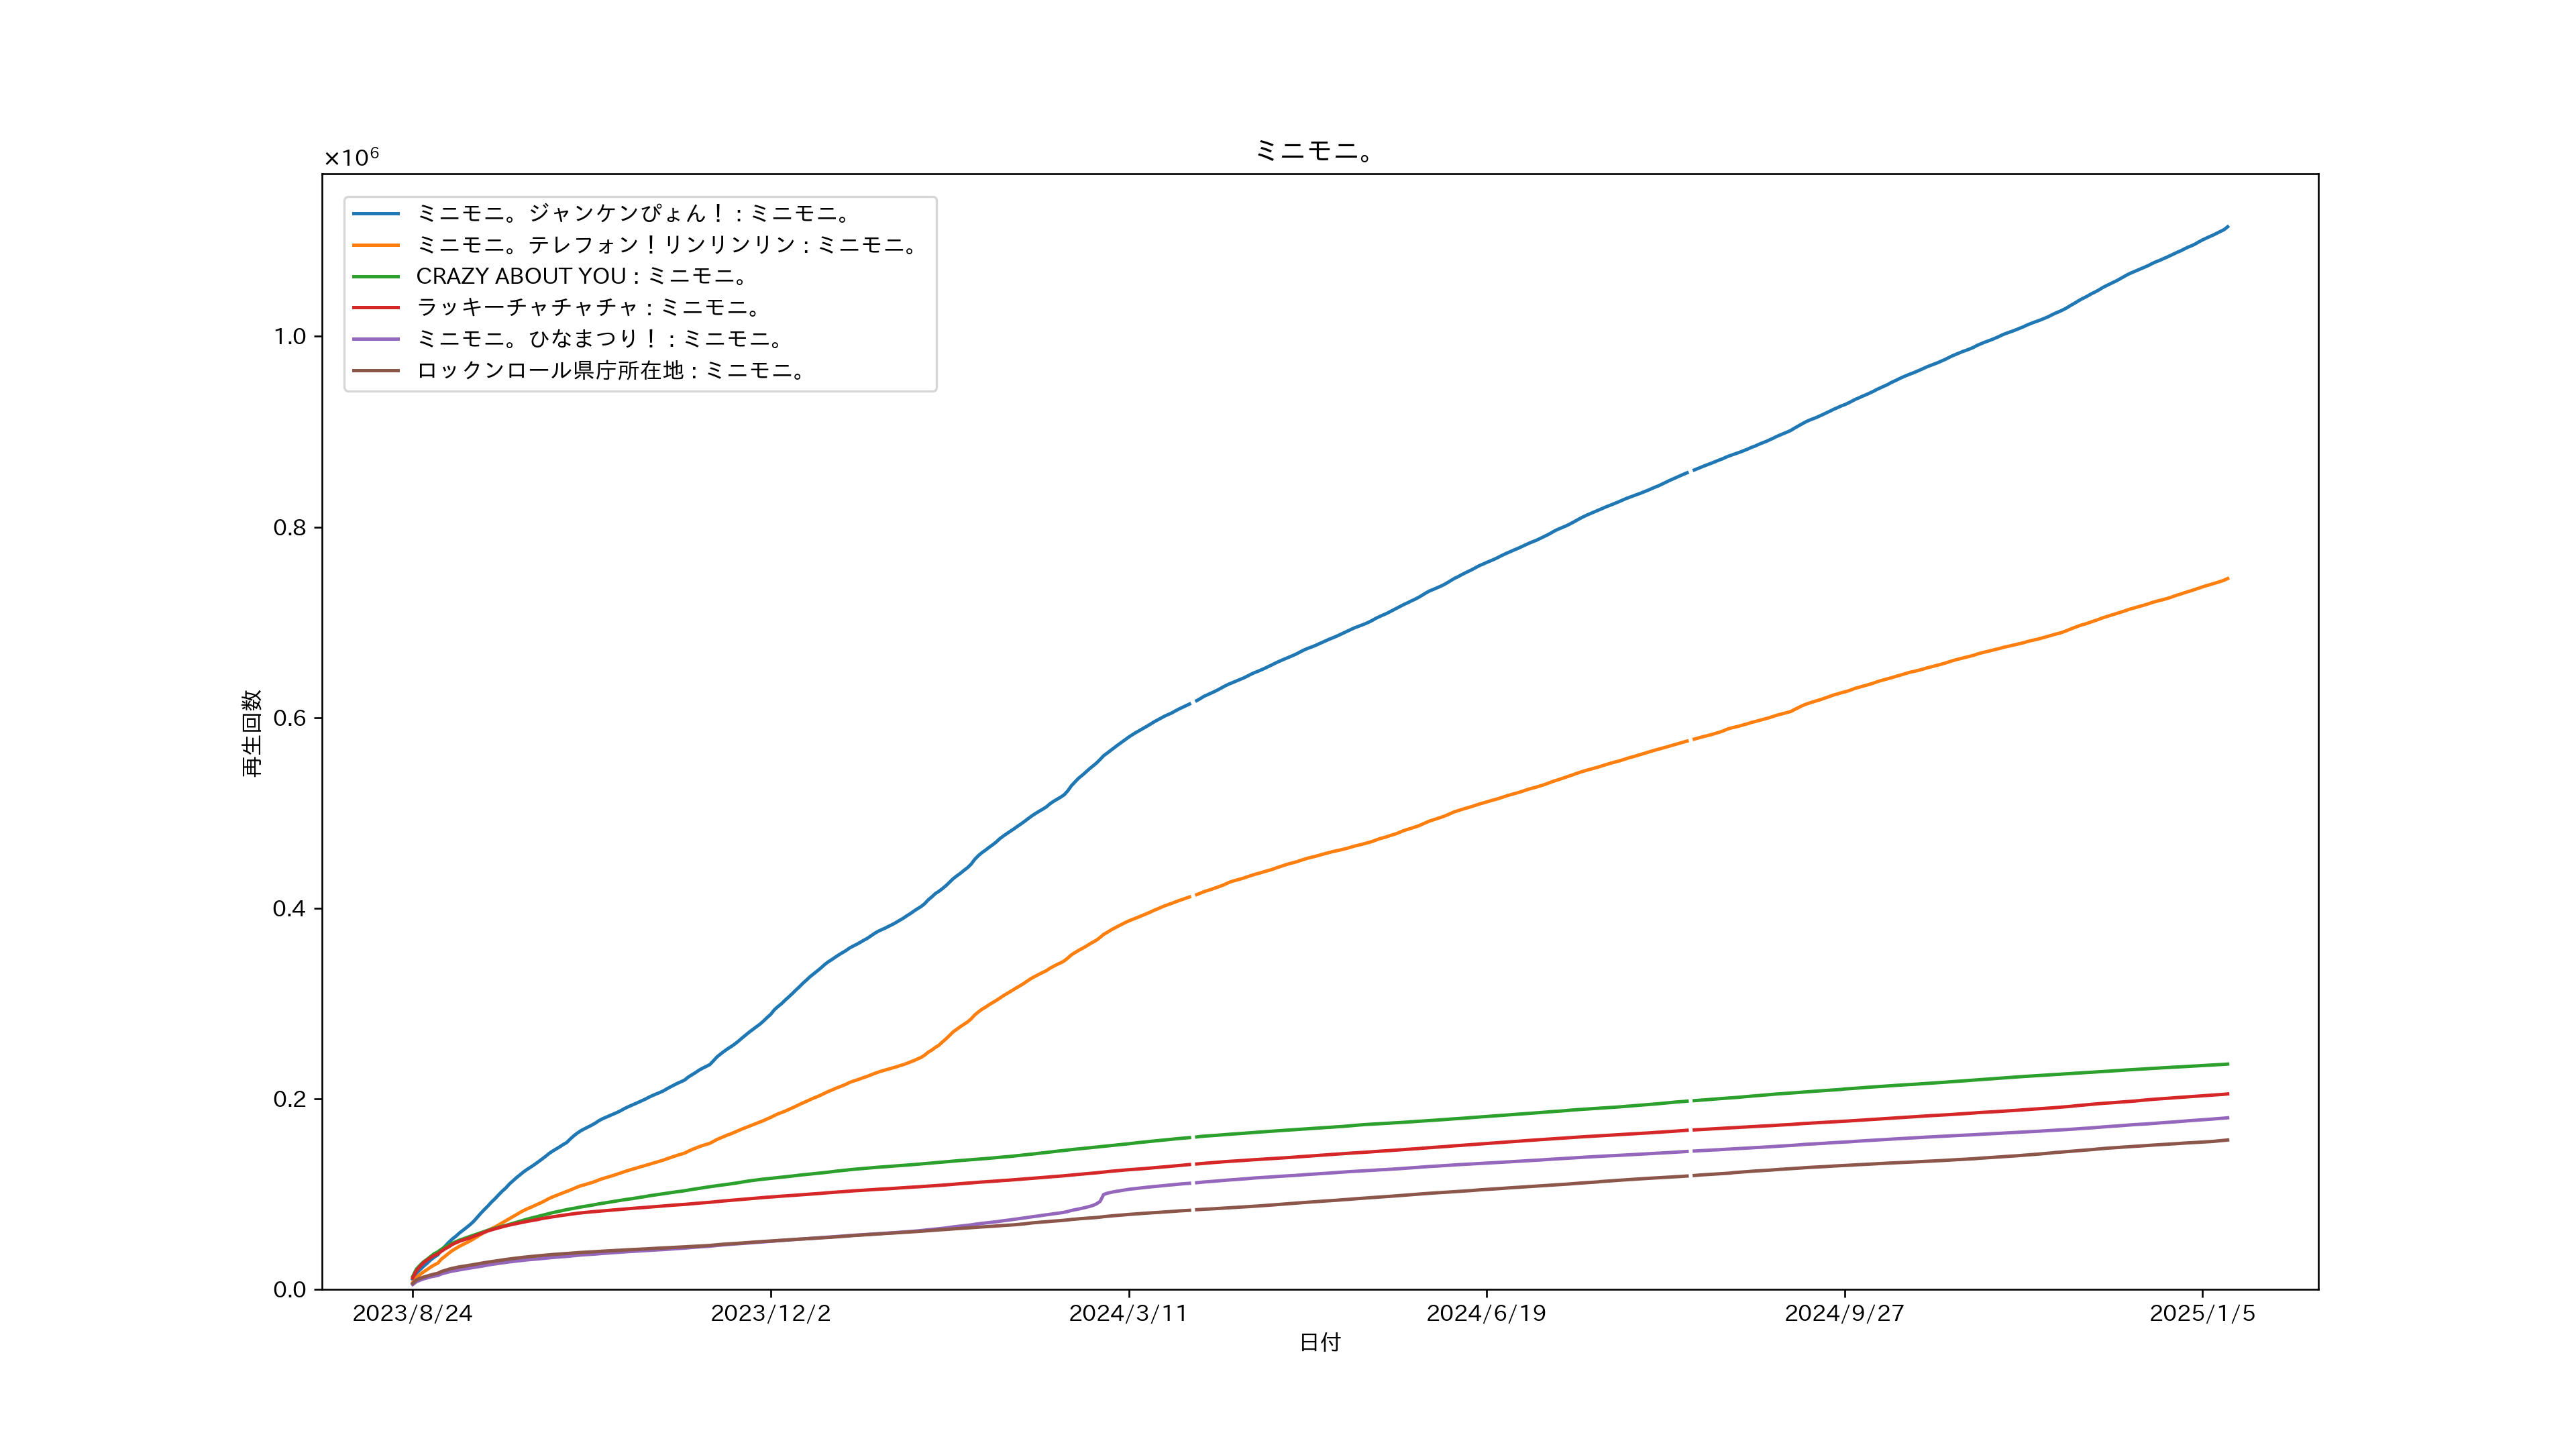 ミニモニ。
×10⁶
ミニモニ。ジャンケンぴょん！ : ミニモニ。
ミニモニ。テレフォン！リンリンリン : ミニモニ。
CRAZY ABOUT YOU : ミニモニ。
ラッキーチャチャチャ : ミニモニ。
ミニモニ。ひなまつり！ : ミニモニ。
ロックンロール県庁所在地 : ミニモニ。
1.0
0.8
0.6
0.4
0.2
0.0
再生回数
2023/8/24 2023/12/2 2024/3/11 2024/6/19 2024/9/27 2025/1/5
日付